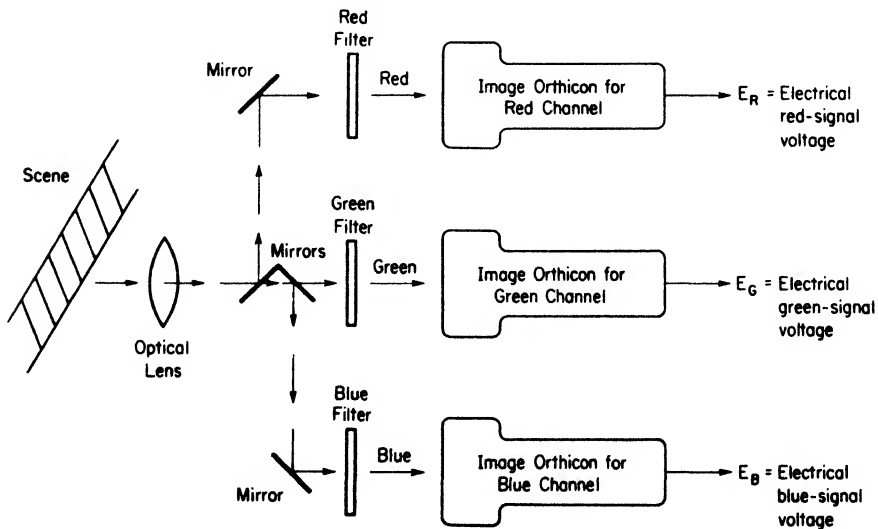 Red
Filter
Mirror
Red
Image Orthicon for
Red Channel
E_R = Electrical
red-signal
voltage
Scene
Green
Filter
Mirrors
Green
Image Orthicon for
Green Channel
E_G = Electrical
green-signal
voltage
Optical
Lens
Blue
Filter
Mirror
Blue
Image Orthicon for
Blue Channel
E_B = Electrical
blue-signal
voltage